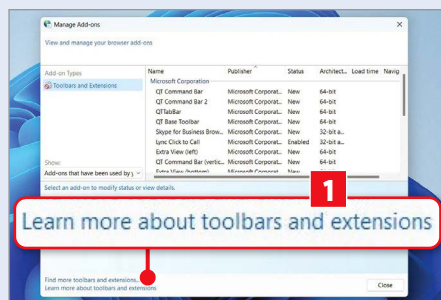 Manage Add-ons
View and manage your browser add-ons
Add-on Types
Toolbars and Extensions
Show:
Add-ons that have been used by
Name Publisher Status Architect... Load time Navig
Microsoft Corporation
QT Command Bar Microsoft Corporat... New 64-bit
QT Command Bar 2 Microsoft Corporat... New 64-bit
QTTabBar Microsoft Corporat... New 64-bit
QT Base Toolbar Microsoft Corporat... New 64-bit
Skype for Business Brow... Microsoft Corporat... New 32-bit a...
Lync Click to Call Microsoft Corporat... Enabled 32-bit a...
Extra View (left) Microsoft Corporat... New 64-bit
QT Command Bar (vertic... Microsoft Corporat... New 64-bit
Extra View (bottom) Microsoft Corporat... New
Select an add-on to modify status or view details.
1
Learn more about toolbars and extensions
Find more toolbars and extensions...
Learn more about toolbars and extensions
Close